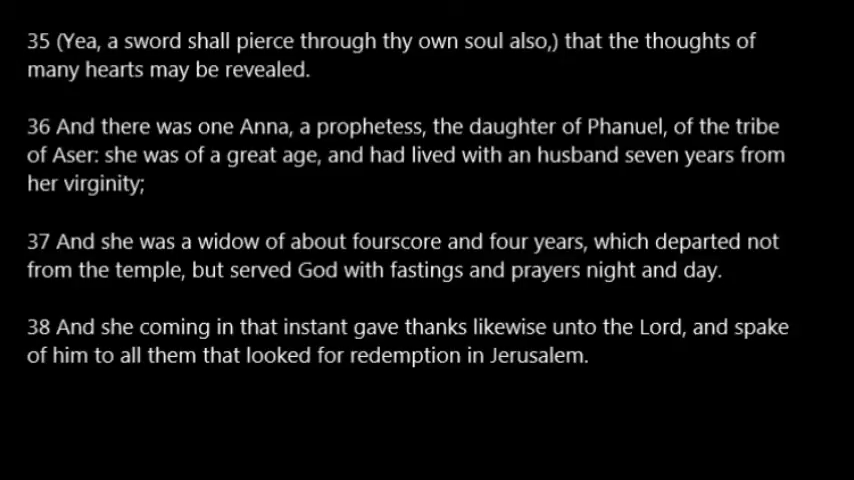 35 (Yea, a sword shall pierce through thy own soul also,) that the thoughts of
many hearts may be revealed.
36 And there was one Anna, a prophetess, the daughter of Phanuel, of the tribe
of Aser: she was of a great age, and had lived with an husband seven years from
her virginity;
37 And she was a widow of about fourscore and four years, which departed not
from the temple, but served God with fastings and prayers night and day.
38 And she coming in that instant gave thanks likewise unto the Lord, and spake
of him to all them that looked for redemption in Jerusalem.